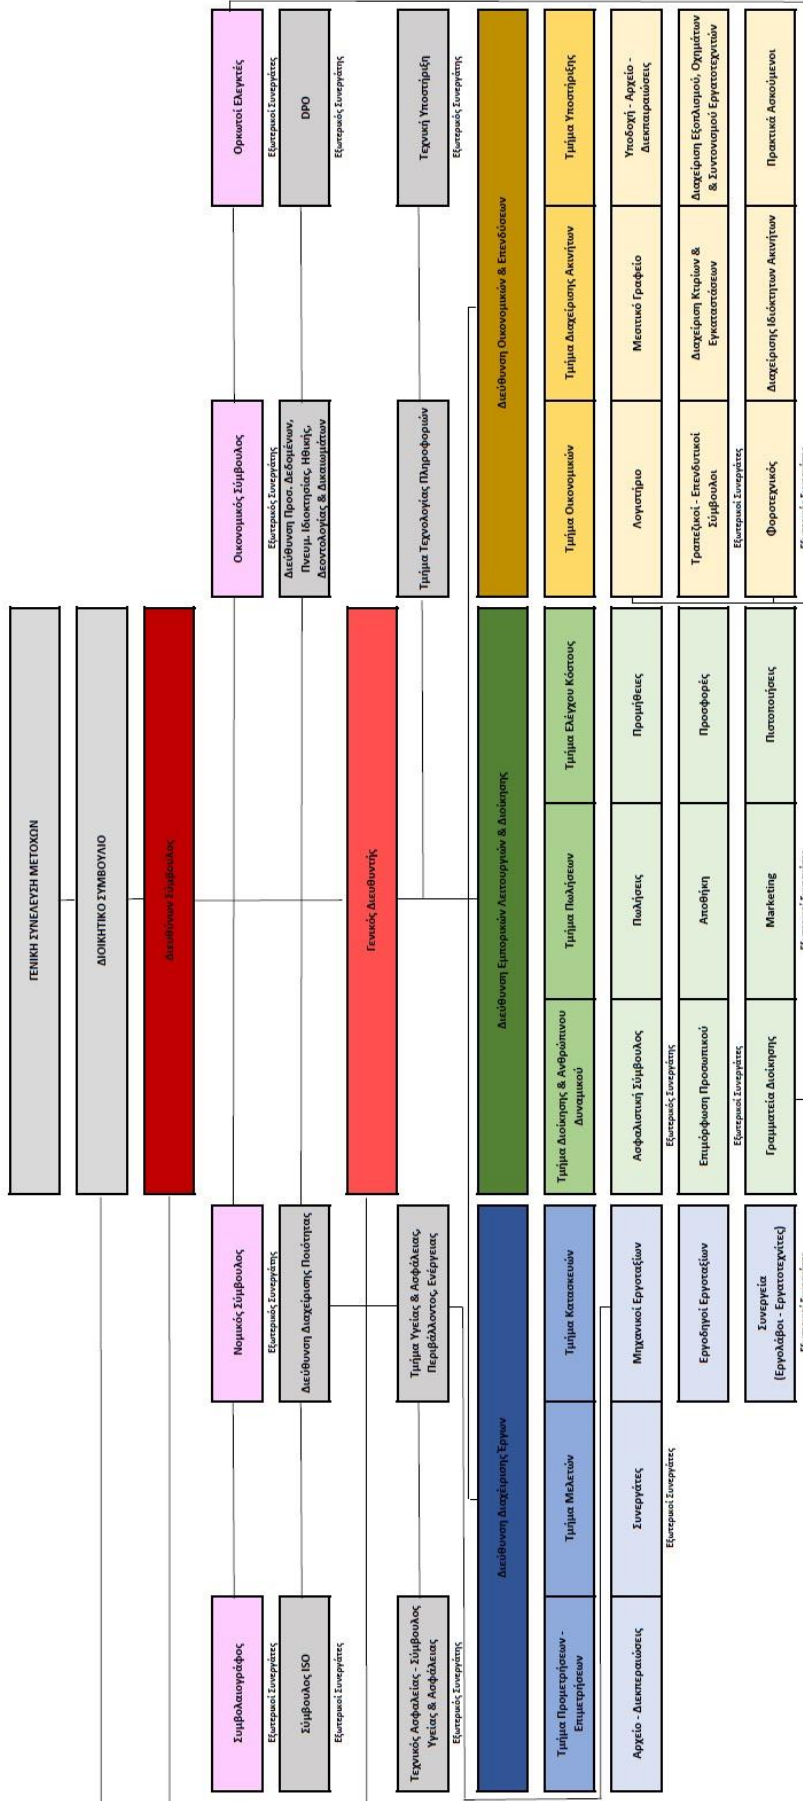 ΓΕΝΙΚΗ ΣΥΝΕΛΕΥΣΗ ΜΕΤΟΧΩΝ
ΔΙΟΙΚΗΤΙΚΟ ΣΥΜΒΟΥΛΙΟ
Διευθύνων Σύμβουλος
Συμβολαιογράφος
Εξωτερικοί Συνεργάτες
Νομικός Σύμβουλος
Εξωτερικός Συνεργάτης
Οικονομικός Σύμβουλος
Εξωτερικός Συνεργάτης
Ορκωτοί Ελεγκτές
Εξωτερικοί Συνεργάτες
Σύμβουλος ISO
Εξωτερικοί Συνεργάτες
Διεύθυνση Διαχείρισης Ποιότητας
Διεύθυνση Προσ. Δεδομένων,
Πνευμ. Ιδιοκτησίας, Ηθικής,
Δεοντολογίας & Δικαιωμάτων
DPO
Εξωτερικός Συνεργάτης
Γενικός Διευθυντής
Τεχνικός Ασφαλείας - Σύμβουλος
Υγείας & Ασφάλειας
Εξωτερικός Συνεργάτης
Τμήμα Υγείας & Ασφάλειας,
Περιβάλλοντος, Ενέργειας
Τμήμα Τεχνολογίας Πληροφοριών
Τεχνική Υποστήριξη
Εξωτερικός Συνεργάτης
Διεύθυνση Διαχείρισης Έργων
Διεύθυνση Εμπορικών Λειτουργιών & Διοίκησης
Διεύθυνση Οικονομικών & Επενδύσεων
Τμήμα Προμετρήσεων -
Επιμετρήσεων
Τμήμα Μελετών
Τμήμα Κατασκευών
Τμήμα Διοίκησης & Ανθρώπινου
Δυναμικού
Τμήμα Πωλήσεων
Τμήμα Ελέγχου Κόστους
Τμήμα Οικονομικών
Τμήμα Διαχείρισης Ακινήτων
Τμήμα Υποστήριξης
Αρχείο - Διεκπεραιώσεις
Συνεργάτες
Εξωτερικοί Συνεργάτες
Μηχανικοί Εργοταξίων
Ασφαλιστική Σύμβουλος
Εξωτερικός Συνεργάτης
Πωλήσεις
Προμήθειες
Λογιστήριο
Μεσιτικό Γραφείο
Υποδοχή - Αρχείο -
Διεκπαιραιώσεις
Εργοδηγοί Εργοταξίων
Επιμόρφωση Προσωπικού
Εξωτερικοί Συνεργάτες
Αποθήκη
Προσφορές
Τραπεζικοί - Επενδυτικοί
Σύμβουλοι
Εξωτερικοί Συνεργάτες
Διαχείριση Κτιρίων &
Εγκαταστάσεων
Διαχείριση Εξοπλισμού, Οχημάτων
& Συντονισμού Εργατοτεχνιτών
Συνεργεία
(Εργολάβοι - Εργατοτεχνίτες)
Γραμματεία Διοίκησης
Marketing
Πιστοποιήσεις
Φοροτεχνικός
Διαχείρισης Ιδιόκτητων Ακινήτων
Πρακτικά Ασκούμενοι